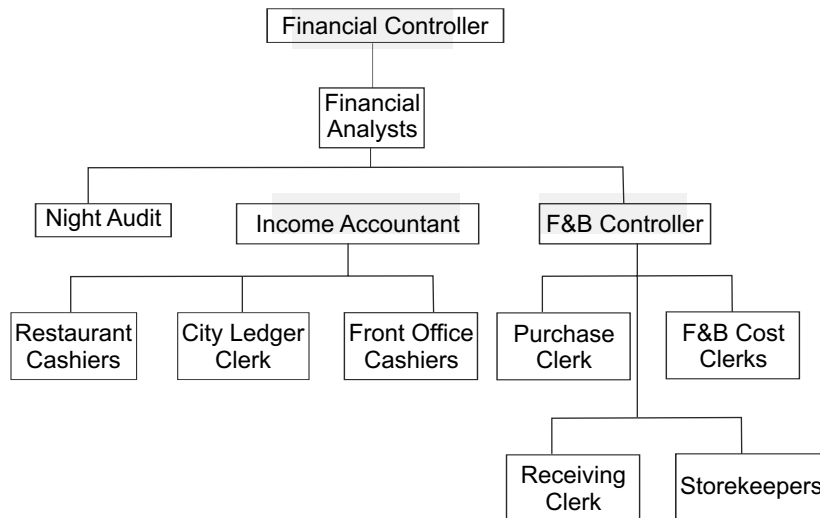 Financial Controller
Financial
Analysts
Night Audit
Income Accountant
F&B Controller
Restaurant
Cashiers
City Ledger
Clerk
Front Office
Cashiers
Purchase
Clerk
F&B Cost
Clerks
Receiving
Clerk
Storekeepers